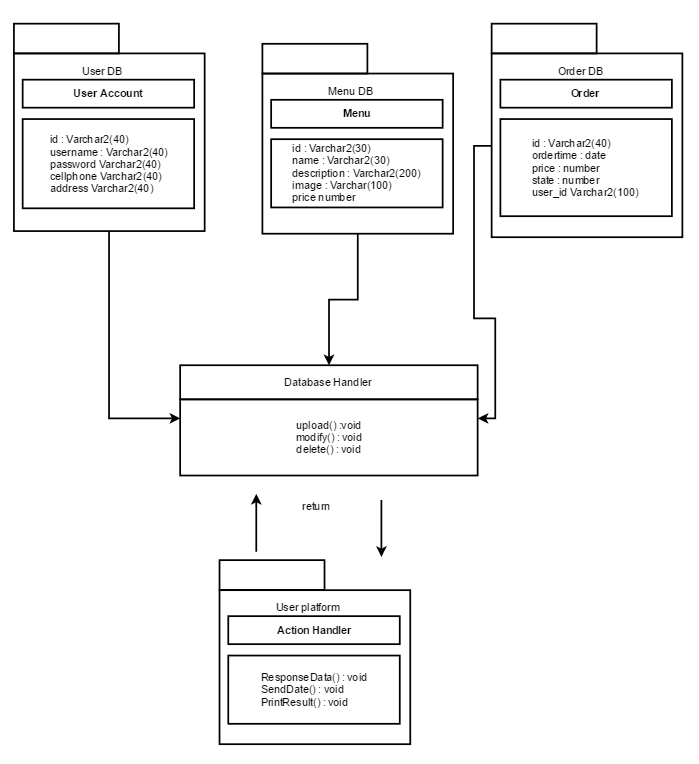 User DB
User Account
id : Varchar2(40)
username : Varchar2(40)
password Varchar2(40)
cellphone Varchar2(40)
address Varchar2(40)
Menu DB
Menu
id : Varchar2(30)
name : Varchar2(30)
description : Varchar2(200)
image : Varchar(100)
price number
Order DB
Order
id : Varchar2(40)
ordertime : date
price : number
state : number
user_id Varchar2(100)
Database Handler
upload() :void
modify() : void
delete() : void
return
User platform
Action Handler
ResponseData() : void
SendDate() : void
PrintResult() : void